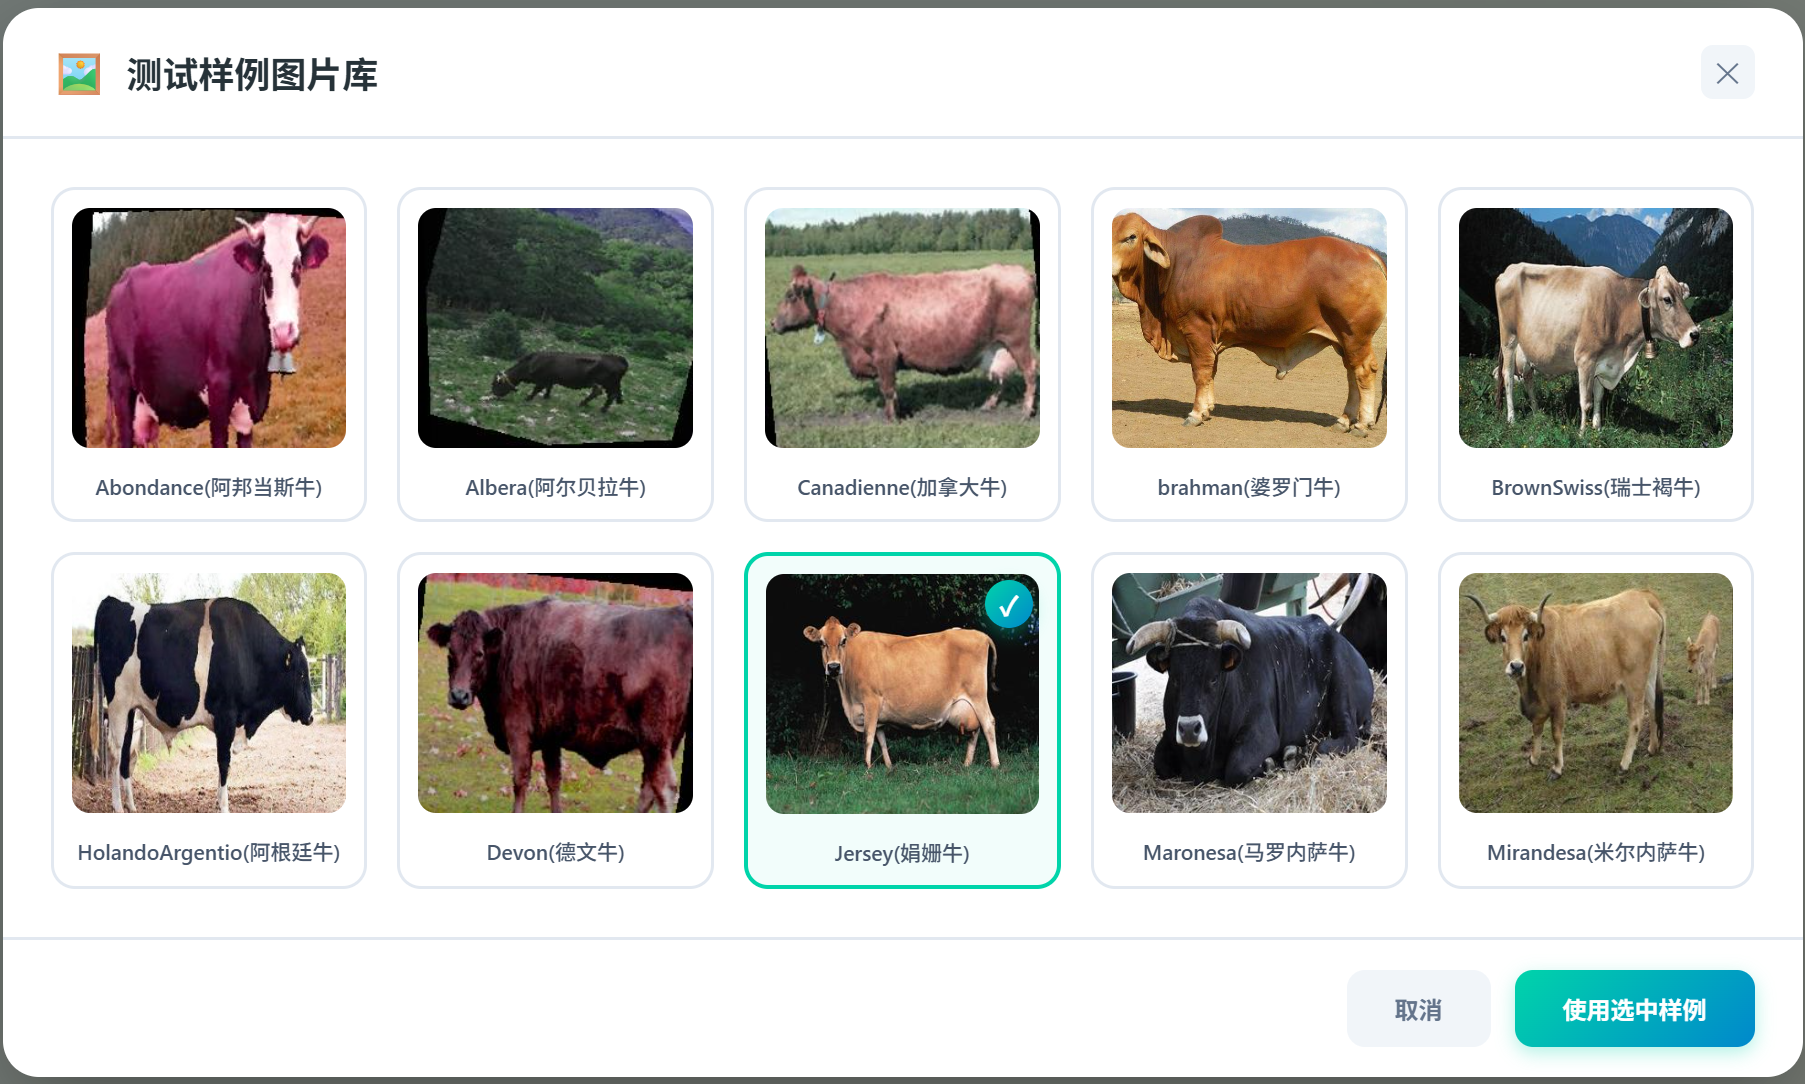 测试样例图片库
Abondance(阿邦当斯牛)
Albera(阿尔贝拉牛)
Canadienne(加拿大牛)
brahman(婆罗门牛)
BrownSwiss(瑞士褐牛)
HolandoArgentio(阿根廷牛)
Devon(德文牛)
Jersey(娟姗牛)
Maronesa(马罗内萨牛)
Mirandesa(米尔内萨牛)
取消
使用选中样例